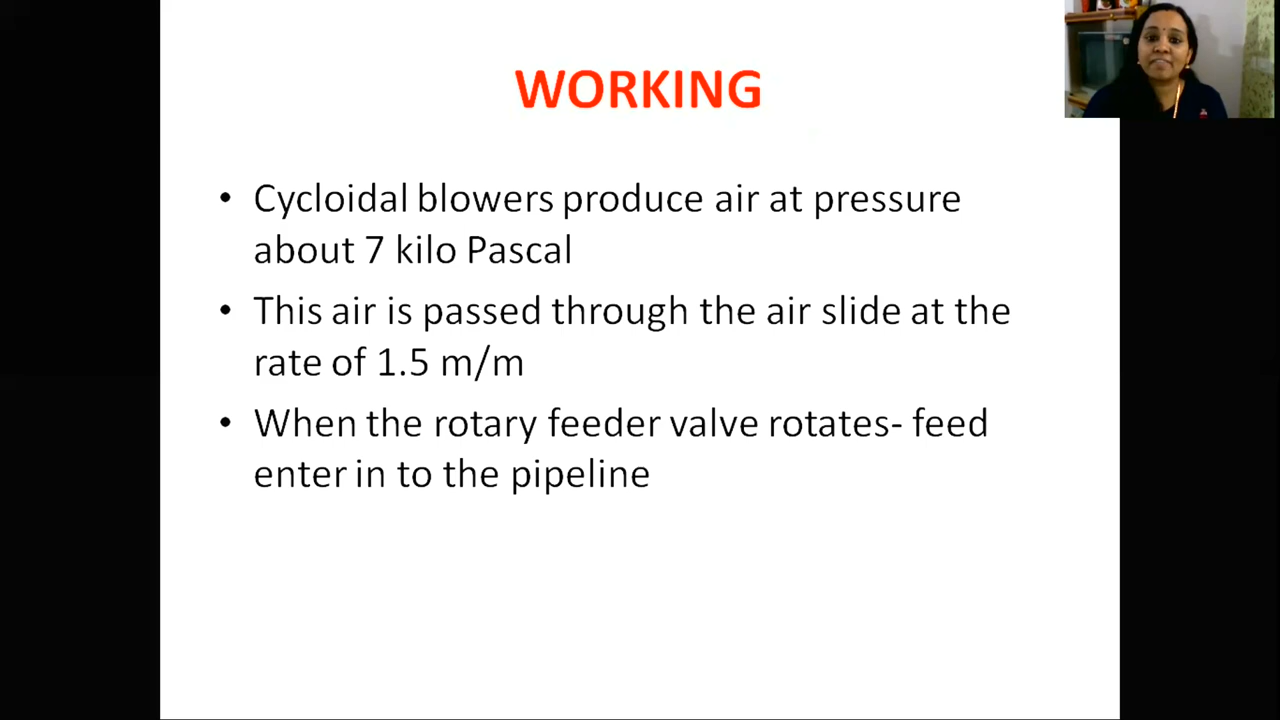 WORKING
• Cycloidal blowers produce air at pressure
about 7 kilo Pascal
• This air is passed through the air slide at the
rate of 1.5 m/m
• When the rotary feeder valve rotates- feed
enter in to the pipeline